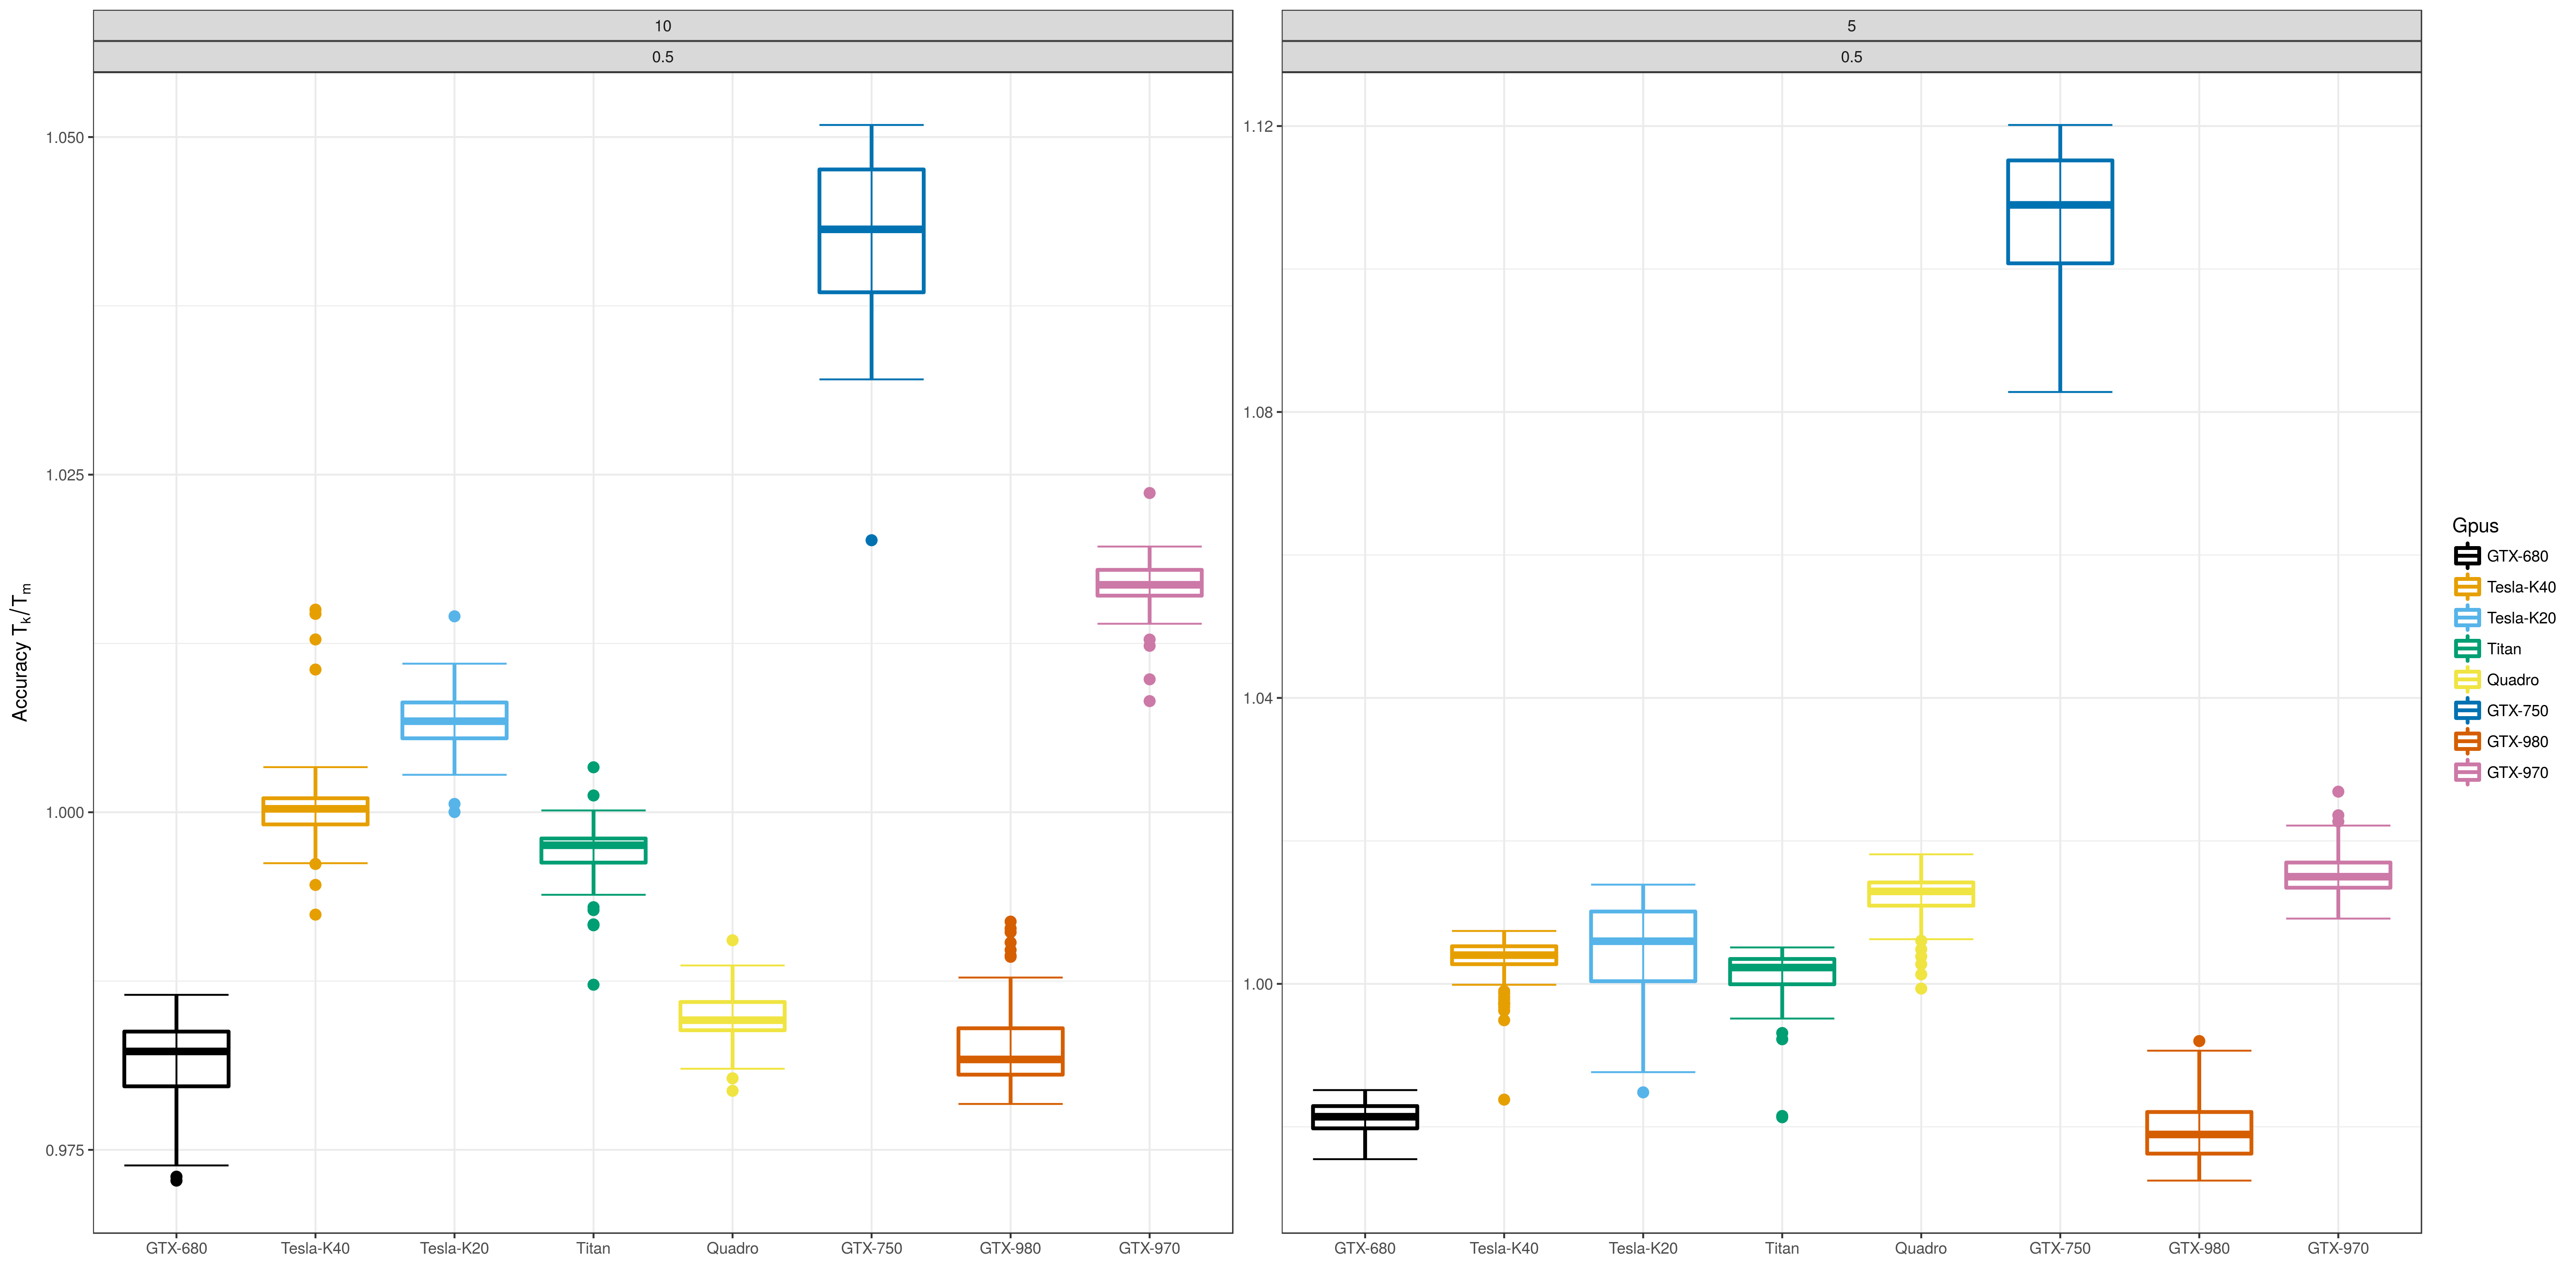 10
0.5
5
0.5
Accuracy Tk/Tm
1.050
1.025
1.000
0.975
GTX-680 Tesla-K40 Tesla-K20 Titan Quadro GTX-750 GTX-980 GTX-970
1.12
1.08
1.04
1.00
GTX-680 Tesla-K40 Tesla-K20 Titan Quadro GTX-750 GTX-980 GTX-970
Gpus
GTX-680
Tesla-K40
Tesla-K20
Titan
Quadro
GTX-750
GTX-980
GTX-970